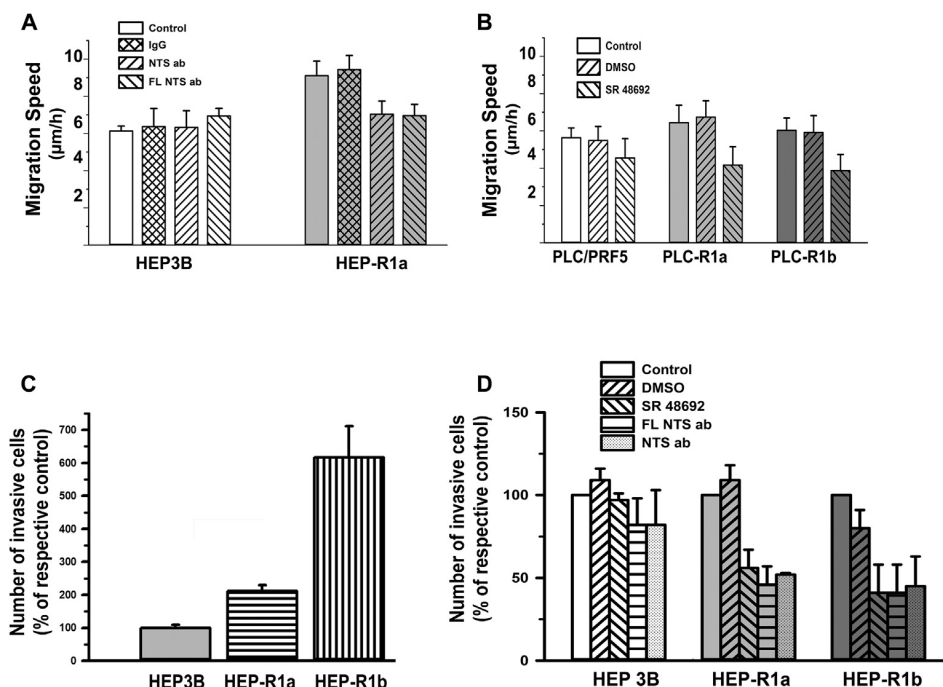 A
Control
IgG
NTS ab
FL NTS ab
Migration Speed
(µm/h)
10
8
6
4
2
HEP3B
HEP-R1a
B
Control
DMSO
SR 48692
Migration Speed
(µm/h)
10
8
6
4
2
PLC/PRF5
PLC-R1a
PLC-R1b
C
Number of invasive cells
(% of respective control)
700
600
500
400
300
200
100
0
HEP3B
HEP-R1a
HEP-R1b
D
Control
DMSO
SR 48692
FL NTS ab
NTS ab
Number of invasive cells
(% of respective control)
150
100
50
0
HEP 3B
HEP-R1a
HEP-R1b